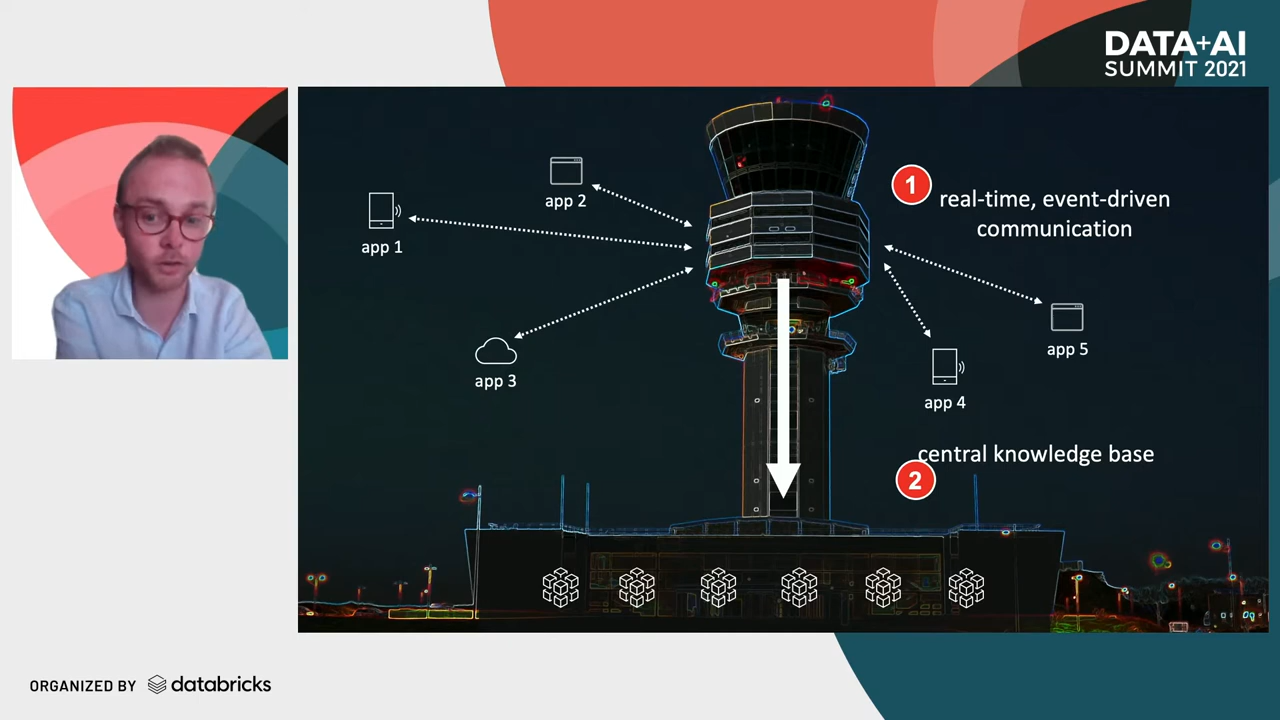 DATA+AI
SUMMIT 2021
app 1
app 2
app 3
1
real-time, event-driven
communication
app 5
app 4
central knowledge base
2
ORGANIZED BY databricks